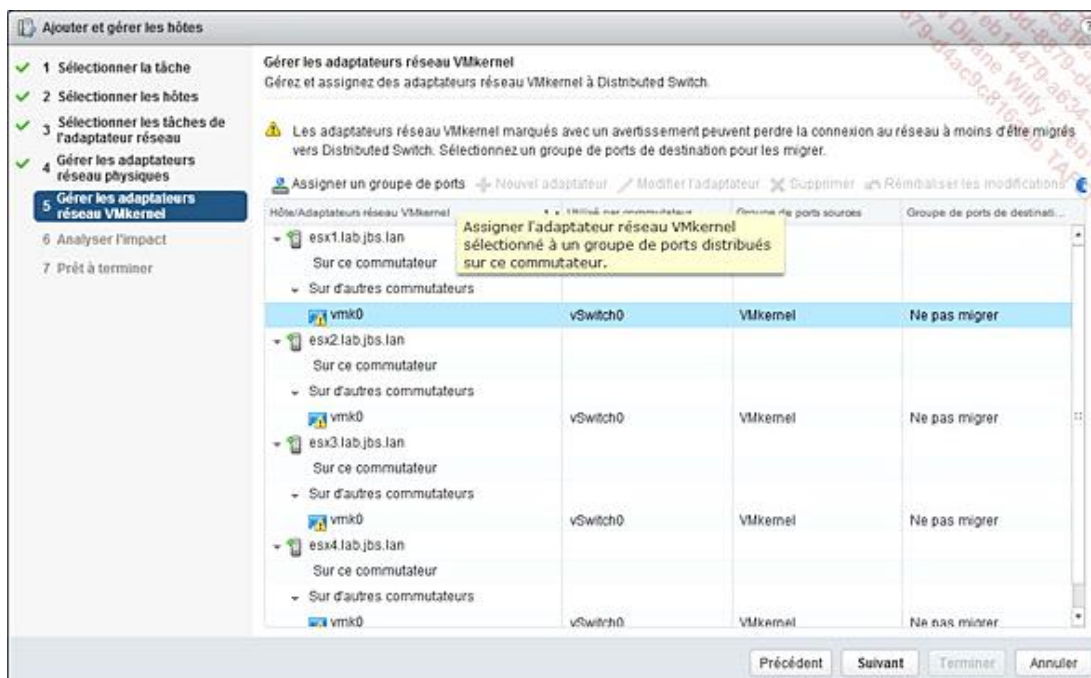 Ajouter et gérer les hôtes
1 Sélectionner la tâche
2 Sélectionner les hôtes
3 Sélectionner les tâches de
l'adaptateur réseau
4 Gérer les adaptateurs
réseau physiques
5 Gérer les adaptateurs
réseau VMkernel
6 Analyser l'impact
7 Prêt à terminer
Gérer les adaptateurs réseau VMkernel
Gérez et assignez des adaptateurs réseau VMkernel à Distributed Switch.
Les adaptateurs réseau VMkernel marqués avec un avertissement peuvent perdre la connexion au réseau à moins d'être migrés
vers Distributed Switch. Sélectionnez un groupe de ports de destination pour les migrer.
Assigner un groupe de ports Nouvel adaptateur Modifier l'adaptateur Supprimer Réinitialiser les modifications
Hôte/Adaptateurs réseau VMkernel 1 Utilisé par commutateur Groupe de ports sources Groupe de ports de destinati...
Assigner l'adaptateur réseau VMkernel
sélectionné à un groupe de ports distribués
sur ce commutateur.
esx1.lab.jbs.lan
Sur ce commutateur
Sur d'autres commutateurs
vmk0 vSwitch0 VMkernel Ne pas migrer
esx2.lab.jbs.lan
Sur ce commutateur
Sur d'autres commutateurs
vmk0 vSwitch0 VMkernel Ne pas migrer
esx3.lab.jbs.lan
Sur ce commutateur
Sur d'autres commutateurs
vmk0 vSwitch0 VMkernel Ne pas migrer
esx4.lab.jbs.lan
Sur ce commutateur
Sur d'autres commutateurs
vmk0 vSwitch0 VMkernel Ne pas migrer
Précédent Suivant Terminer Annuler